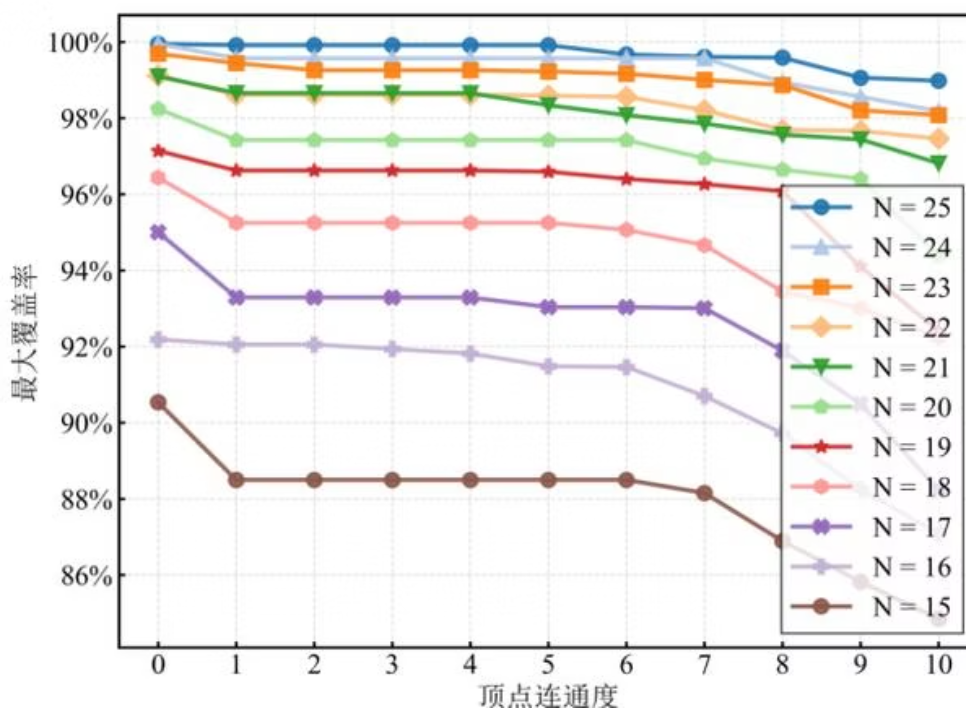 100%
98%
96%
94%
92%
90%
88%
86%
最大覆盖率
N = 25
N = 24
N = 23
N = 22
N = 21
N = 20
N = 19
N = 18
N = 17
N = 16
N = 15
0 1 2 3 4 5 6 7 8 9 10
顶点连通度